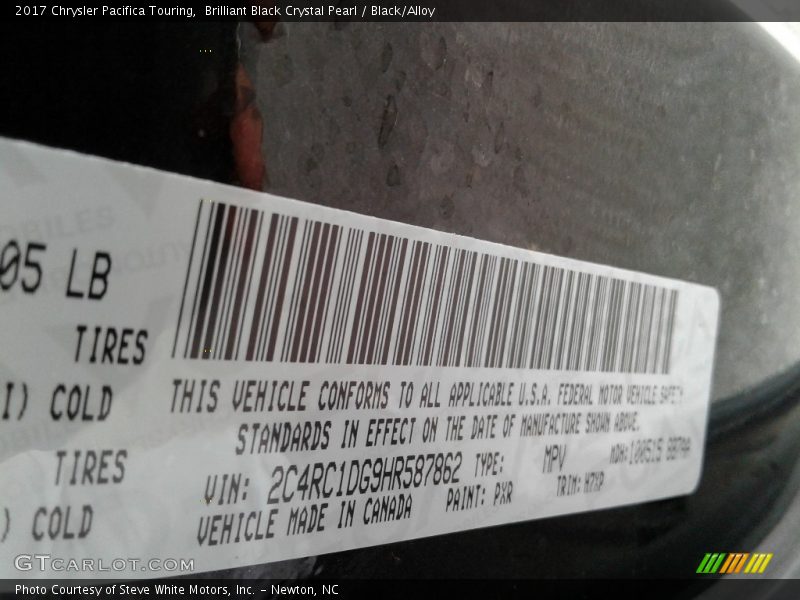 2017 Chrysler Pacifica Touring,  Brilliant Black Crystal Pearl / Black/Alloy
05 LB
TIRES
I) COLD
TIRES
) COLD
THIS VEHICLE CONFORMS TO ALL APPLICABLE U.S.A. FEDERAL MOTOR VEHICLE SAFETY
STANDARDS IN EFFECT ON THE DATE OF MANUFACTURE SHOWN ABOVE.
VIN: 2C4RC1DG9HR587862 TYPE: MPV MDH:
VEHICLE MADE IN CANADA PAINT: PXR TRIM: H7XP
GTCARLOT.COM
Photo Courtesy of Steve White Motors, Inc. – Newton, NC